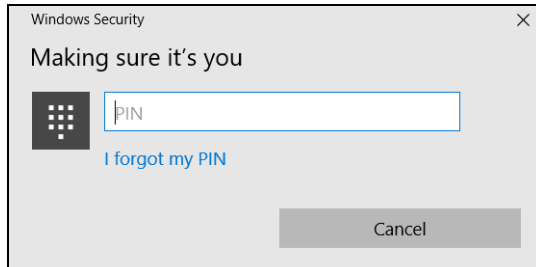 Windows Security
Making sure it's you
PIN
I forgot my PIN
Cancel